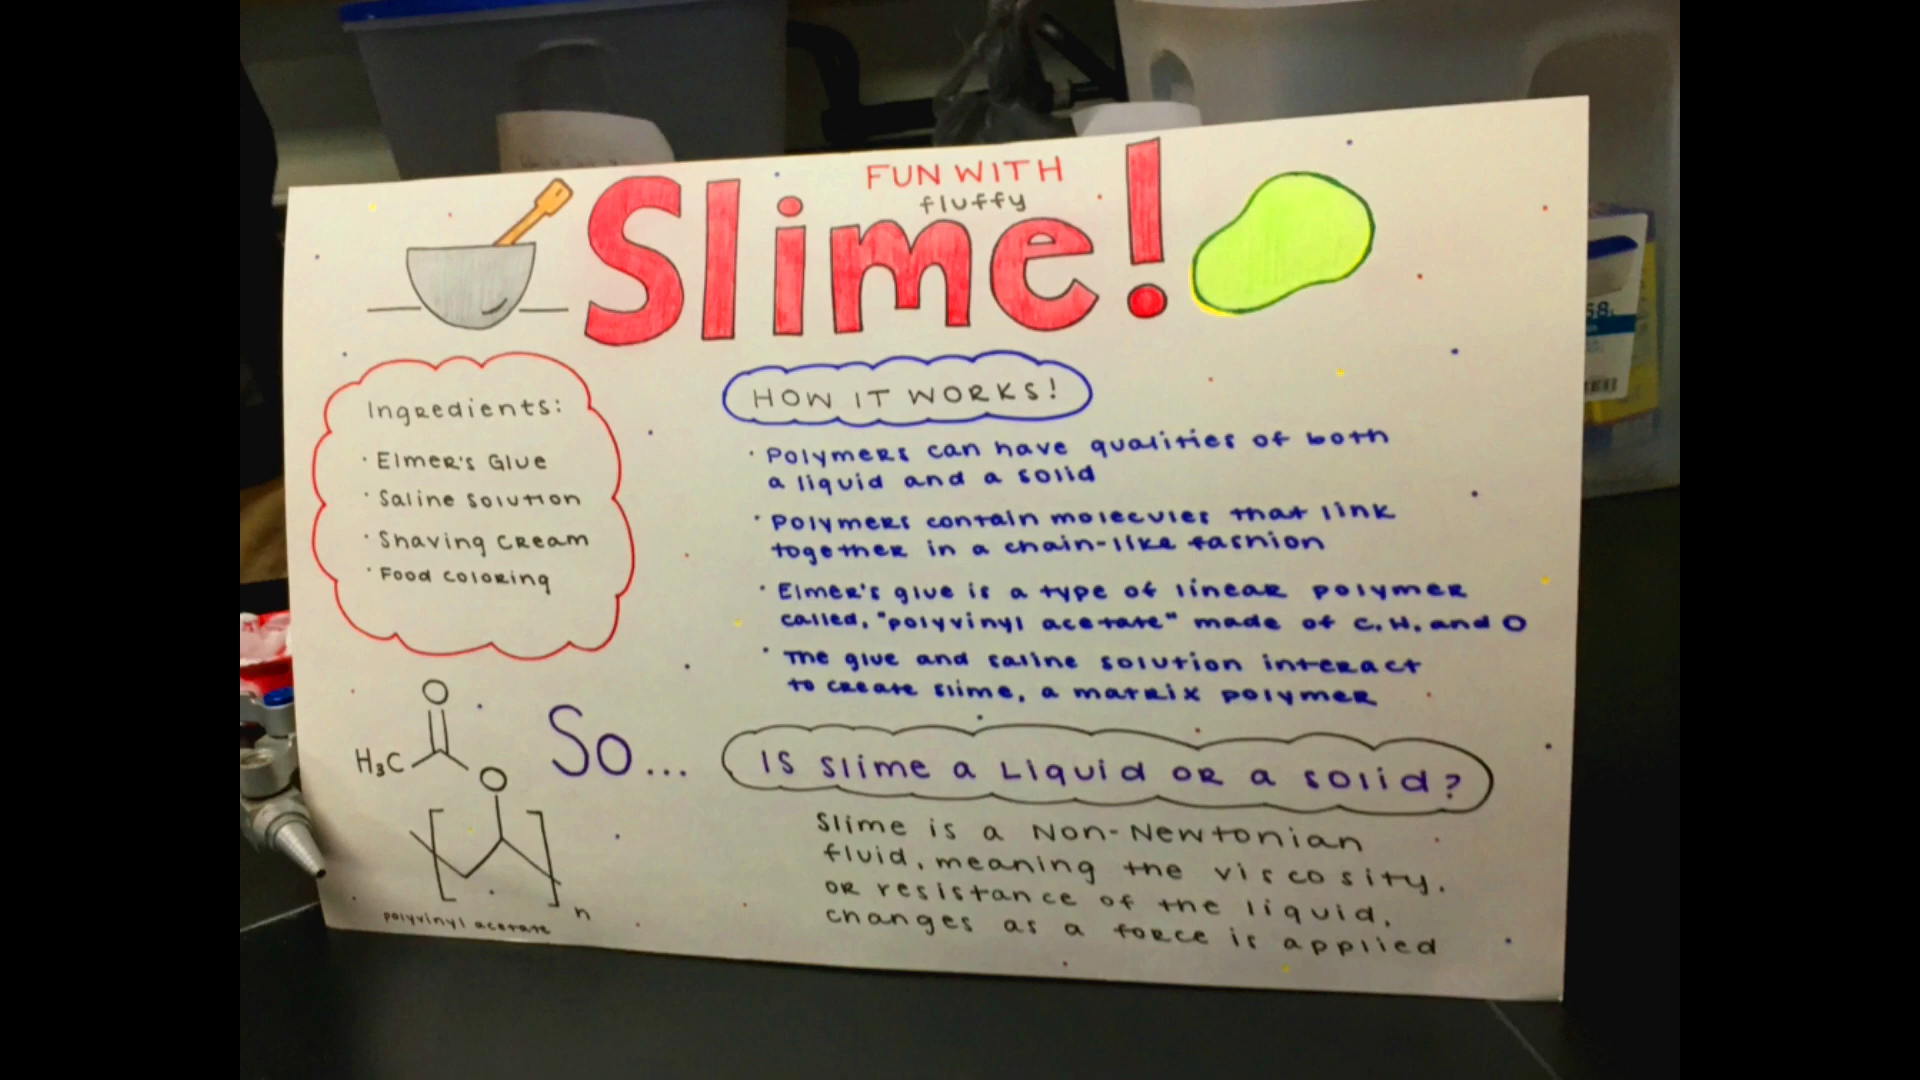 FUN WITH
fluffy
Slime!
Ingredients:
· Elmer's Glue
· Saline Solution
· Shaving Cream
· Food Coloring
HOW IT WORKS!
· Polymers can have qualities of both
a liquid and a solid
· Polymers contain molecules that link
together in a chain-like fashion
· Elmer's glue is a type of linear polymer
called, "polyvinyl acetate" made of C, H, and O
· The glue and saline solution interact
to create slime, a matrix polymer
O
H₃C
O
n
polyvinyl acetate
So...
Is Slime a Liquid or a Solid?
Slime is a Non-Newtonian
fluid, meaning the viscosity,
or resistance of the liquid,
changes as a force is applied
68